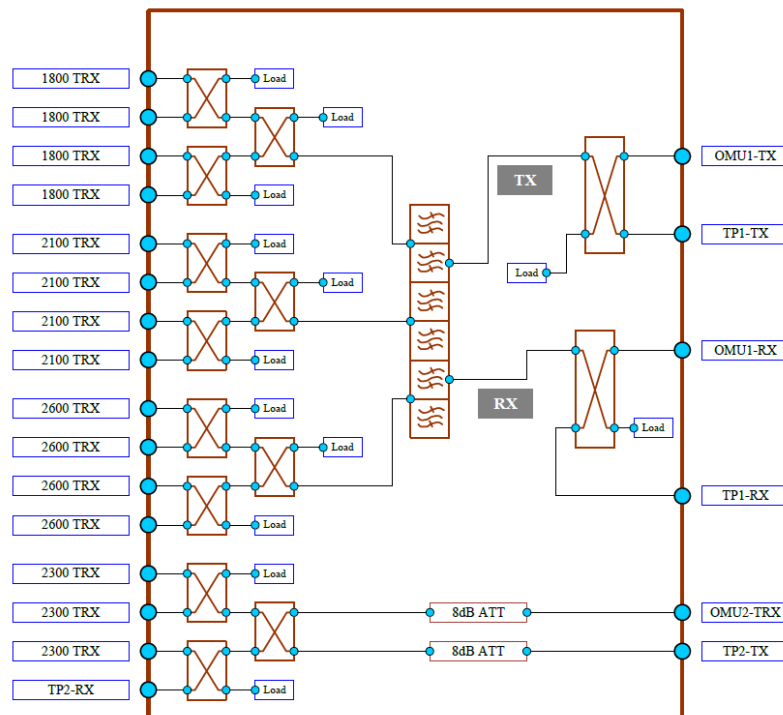 1800 TRX
Load
1800 TRX
Load
1800 TRX
OMU1-TX
TX
1800 TRX
Load
TP1-TX
2100 TRX
Load
Load
2100 TRX
Load
2100 TRX
OMU1-RX
2100 TRX
Load
RX
2600 TRX
Load
Load
2600 TRX
Load
2600 TRX
TP1-RX
2600 TRX
Load
2300 TRX
Load
2300 TRX
8dB ATT
OMU2-TRX
2300 TRX
8dB ATT
TP2-TX
TP2-RX
Load